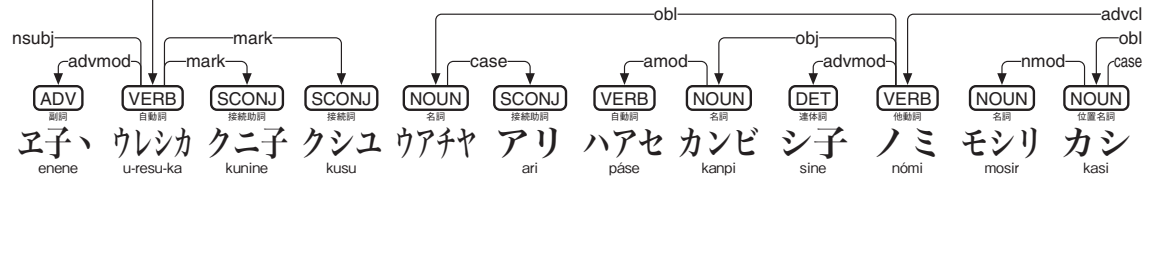 obl advcl
nsubj mark obj obl
advmod mark case amod advmod nmod case
ADV VERB SCONJ SCONJ NOUN SCONJ VERB NOUN DET VERB NOUN NOUN
副詞 自動詞 接続助詞 接続詞 名詞 接続助詞 自動詞 名詞 連体詞 他動詞 名詞 位置名詞
ヱ子ヽ ウレシカ クニ子 クシユ ウアチヤ アリ ハアセ カンビ シ子 ノミ モシリ カシ
enene u-resu-ka kunine kusu ari páse kanpi sine nómi mosir kasi